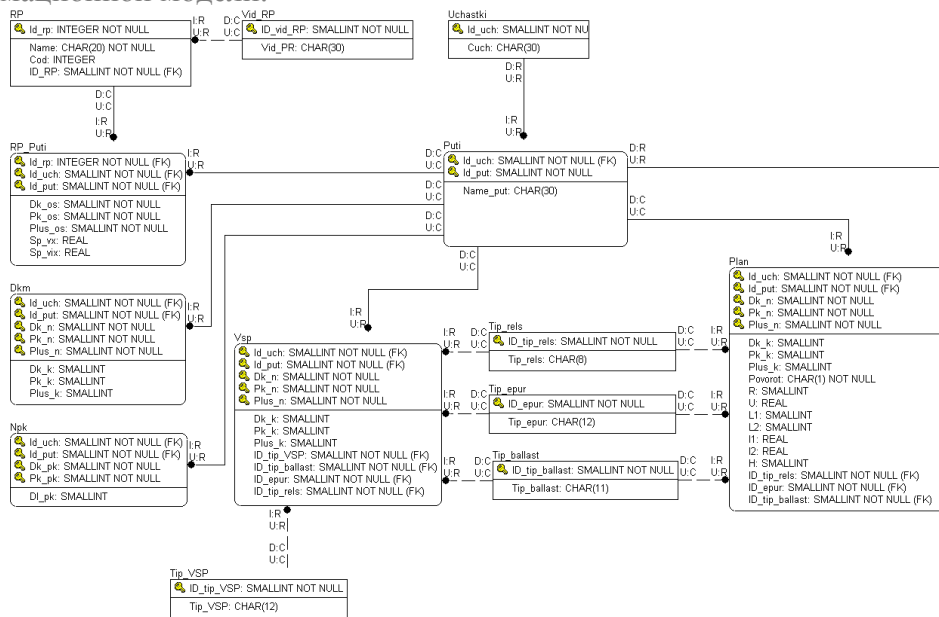 мационной модели.
RP
Id_rp: INTEGER NOT NULL
Name: CHAR(20) NOT NULL
Cod: INTEGER
ID_RP: SMALLINT NOT NULL (FK)
I:R
U:R
D:C
U:C
Vid_RP
ID_vid_RP: SMALLINT NOT NULL
Vid_PR: CHAR(30)
Uchastki
Id_uch: SMALLINT NOT NU
Cuch: CHAR(30)
D:R
U:R
I:R
U:R
D:C
U:C
I:R
U:R
RP_Puti
Id_rp: INTEGER NOT NULL (FK)
Id_uch: SMALLINT NOT NULL (FK)
Id_put: SMALLINT NOT NULL (FK)
Dk_os: SMALLINT NOT NULL
Pk_os: SMALLINT NOT NULL
Plus_os: SMALLINT NOT NULL
Sp_vx: REAL
Sp_vix: REAL
I:R
U:R
D:C
U:C
D:C
U:C
D:C
U:C
Puti
Id_uch: SMALLINT NOT NULL (FK)
Id_put: SMALLINT NOT NULL
Name_put: CHAR(30)
D:R
U:R
D:C
U:C
D:C
U:C
I:R
U:R
I:R
U:R
Dkm
Id_uch: SMALLINT NOT NULL (FK)
Id_put: SMALLINT NOT NULL (FK)
Dk_n: SMALLINT NOT NULL
Pk_n: SMALLINT NOT NULL
Plus_n: SMALLINT NOT NULL
Dk_k: SMALLINT
Pk_k: SMALLINT
Plus_k: SMALLINT
I:R
U:R
Npk
Id_uch: SMALLINT NOT NULL (FK)
Id_put: SMALLINT NOT NULL (FK)
Dk_pk: SMALLINT NOT NULL
Pk_pk: SMALLINT NOT NULL
Dl_pk: SMALLINT
I:R
U:R
Vsp
Id_uch: SMALLINT NOT NULL (FK)
Id_put: SMALLINT NOT NULL (FK)
Dk_n: SMALLINT NOT NULL
Pk_n: SMALLINT NOT NULL
Plus_n: SMALLINT NOT NULL
Dk_k: SMALLINT
Pk_k: SMALLINT
Plus_k: SMALLINT
ID_tip_VSP: SMALLINT NOT NULL (FK)
ID_tip_ballast: SMALLINT NOT NULL (FK)
ID_epur: SMALLINT NOT NULL (FK)
ID_tip_rels: SMALLINT NOT NULL (FK)
I:R
U:R
D:C
U:C
Tip_rels
ID_tip_rels: SMALLINT NOT NULL
Tip_rels: CHAR(8)
D:C
U:C
I:R
U:R
I:R
U:R
D:C
U:C
Tip_epur
ID_epur: SMALLINT NOT NULL
Tip_epur: CHAR(12)
D:C
U:C
I:R
U:R
I:R
U:R
D:C
U:C
Tip_ballast
ID_tip_ballast: SMALLINT NOT NULL
Tip_ballast: CHAR(11)
D:C
U:C
I:R
U:R
Plan
Id_uch: SMALLINT NOT NULL (FK)
Id_put: SMALLINT NOT NULL (FK)
Dk_n: SMALLINT NOT NULL
Pk_n: SMALLINT NOT NULL
Plus_n: SMALLINT NOT NULL
Dk_k: SMALLINT
Pk_k: SMALLINT
Plus_k: SMALLINT
Povorot: CHAR(1) NOT NULL
R: SMALLINT
U: REAL
L1: SMALLINT
L2: SMALLINT
I1: REAL
I2: REAL
H: SMALLINT
ID_tip_rels: SMALLINT NOT NULL (FK)
ID_epur: SMALLINT NOT NULL (FK)
ID_tip_ballast: SMALLINT NOT NULL (FK)
I:R
U:R
D:C
U:C
Tip_VSP
ID_tip_VSP: SMALLINT NOT NULL
Tip_VSP: CHAR(12)